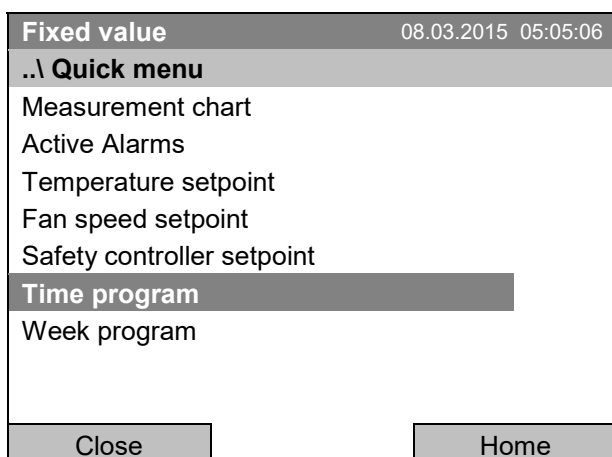 Fixed value 08.03.2015 05:05:06
..\ Quick menu
Measurement chart
Active Alarms
Temperature setpoint
Fan speed setpoint
Safety controller setpoint
Time program
Week program
Close Home